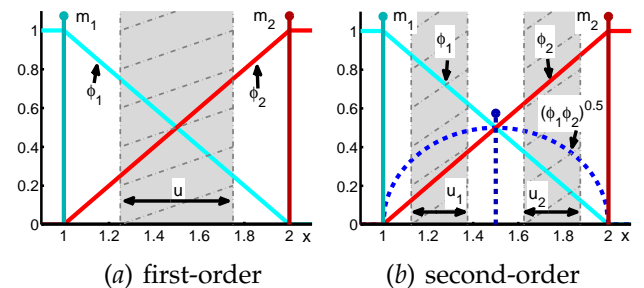 m₁
m₂
1
0.8
0.6
0.4
0.2
0
ϕ₁
ϕ₂
u
1 1.2 1.4 1.6 1.8 2 x
(a) first-order
m₁
m₂
1
0.8
0.6
0.4
0.2
0
ϕ₁
ϕ₂
(ϕ₁ϕ₂)^0.5
u₁
u₂
1 1.2 1.4 1.6 1.8 2 x
(b) second-order